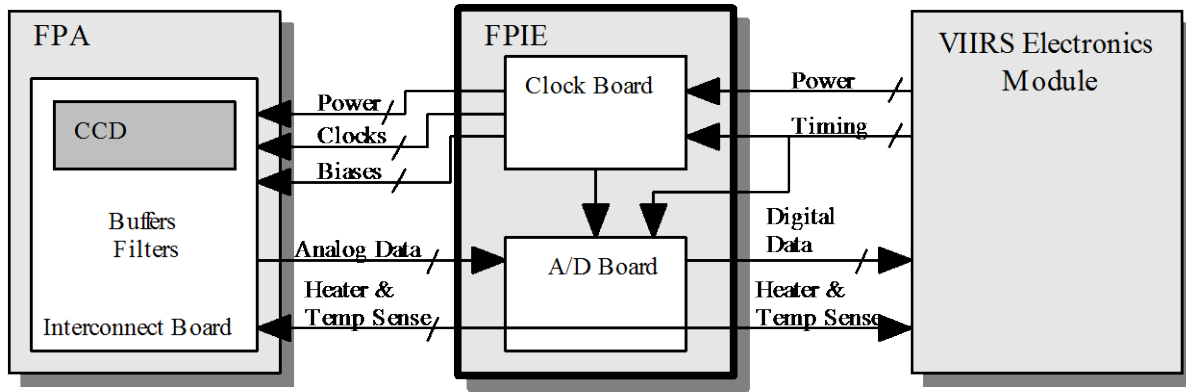 FPA
CCD
Buffers
Filters
Interconnect Board
Power
Clocks
Biases
Analog Data
Heater &
Temp Sense
FPIE
Clock Board
A/D Board
Power
Timing
Digital
Data
Heater &
Temp Sense
VIIRS Electronics
Module